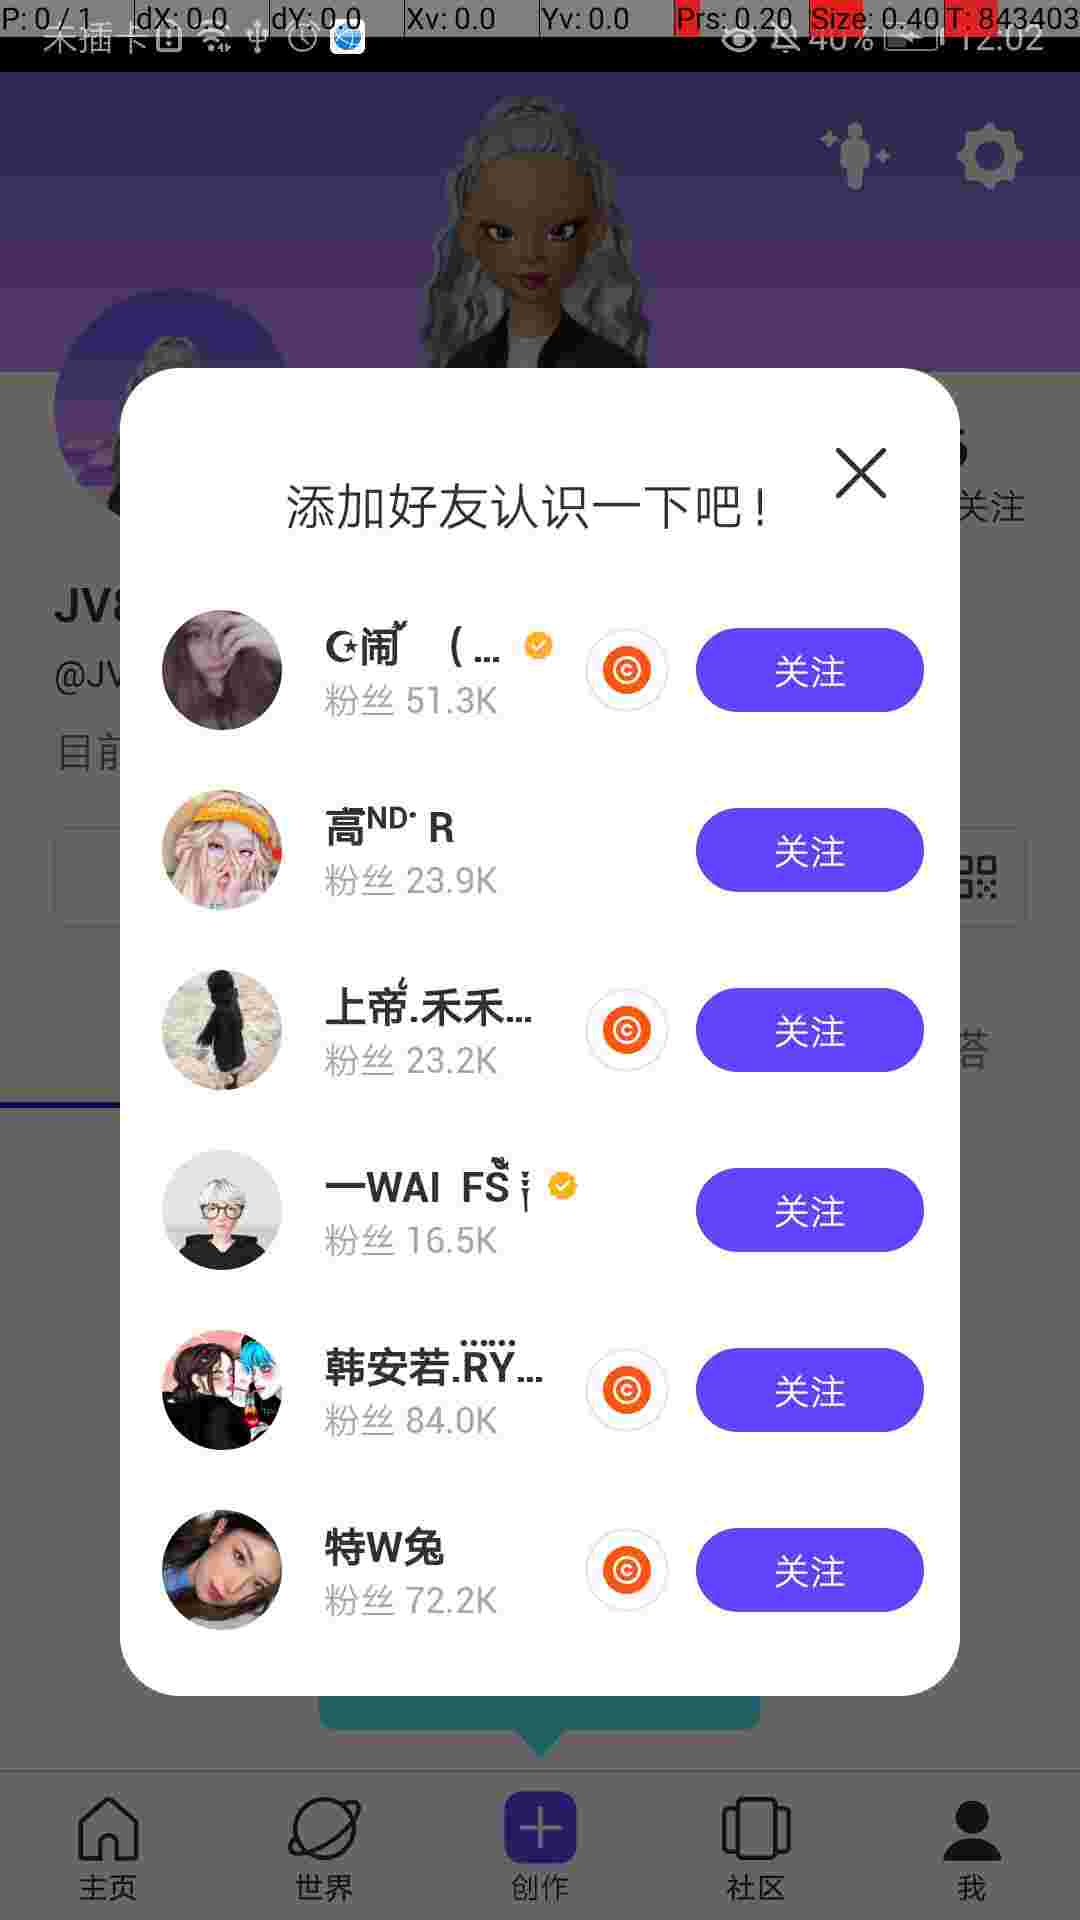 P: 0 / 1 dX: 0.0 dY: 0.0 Xv: 0.0 Yv: 0.0 Prs: 0.20 Size: 0.40 T: 843403
未插卡 40% 12:02
关注
添加好友认识一下吧!
JV8
@JV
目前
闹 ( ...
粉丝 51.3K
关注
高ND· R
粉丝 23.9K
关注
上帝.禾禾...
粉丝 23.2K
关注
一WAI FS
粉丝 16.5K
关注
韩安若.RY...
粉丝 84.0K
关注
特W兔
粉丝 72.2K
关注
主页 世界 创作 社区 我